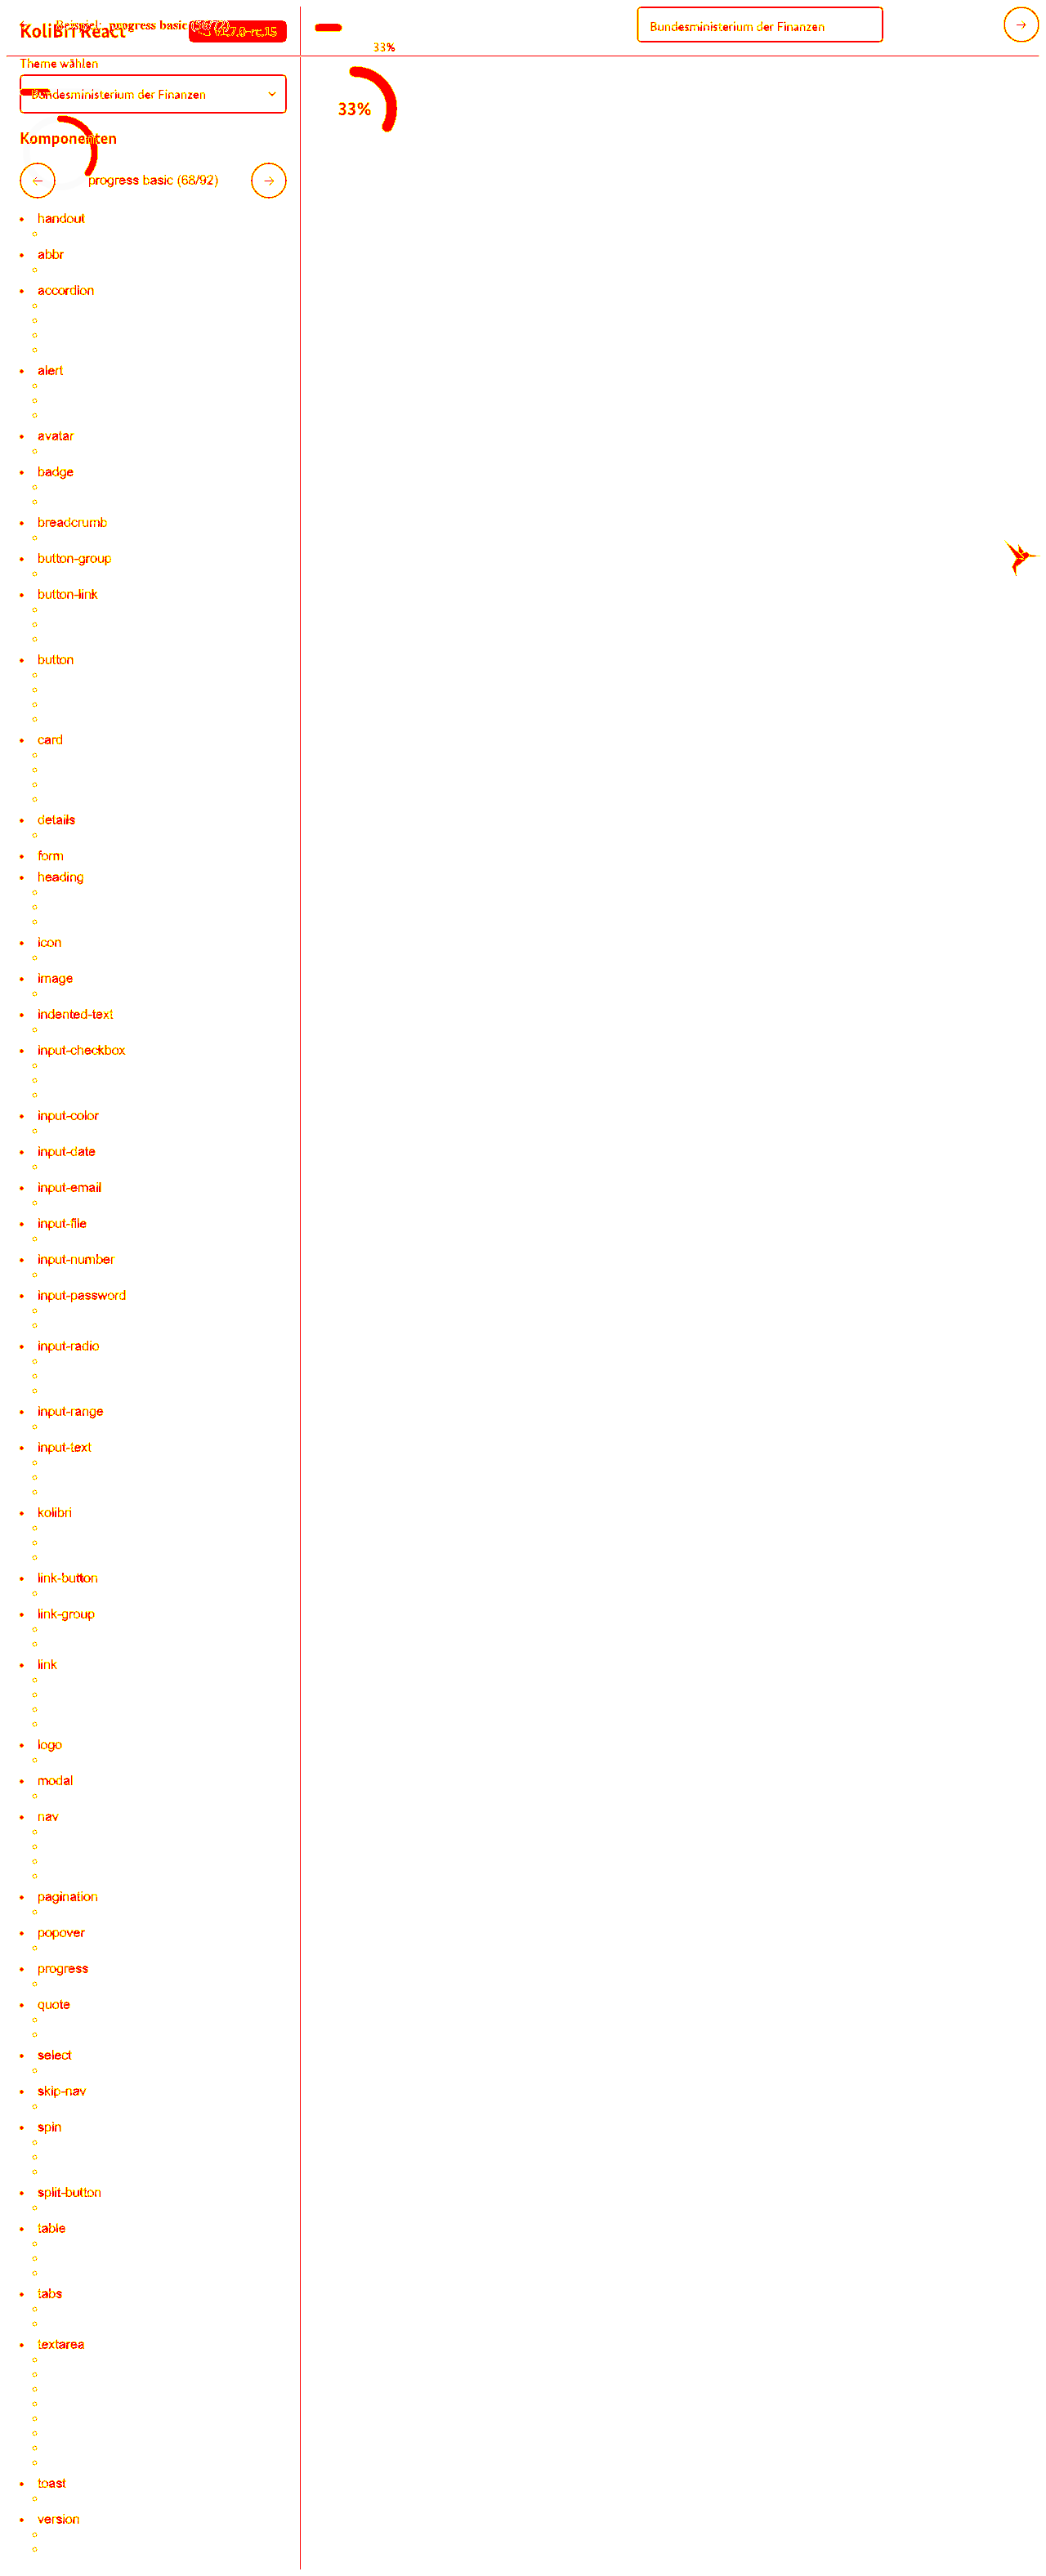 KoliBri React
Beispiel: progress basic
Bundesministerium der Finanzen
33%
Theme wählen
Bundesministerium der Finanzen
33%
Komponenten
progress basic (68/92)
handout
abbr
accordion
alert
avatar
badge
breadcrumb
button-group
button-link
button
card
details
form
heading
icon
image
indented-text
input-checkbox
input-color
input-date
input-email
input-file
input-number
input-password
input-radio
input-range
input-text
kolibri
link-button
link-group
link
logo
modal
nav
pagination
popover
progress
quote
select
skip-nav
spin
split-button
table
tabs
textarea
toast
version